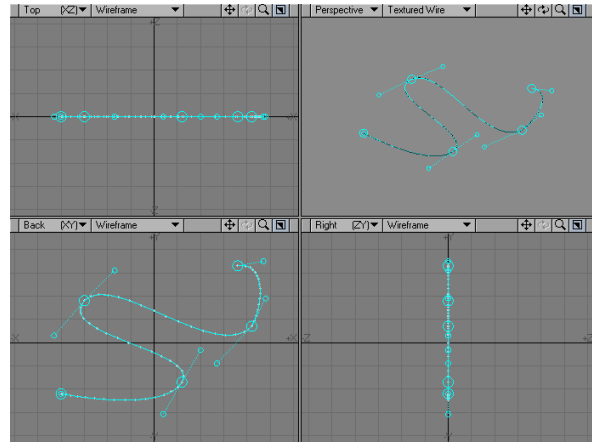 Top (XZ) Wireframe
Perspective Textured Wire
Z
X
Z
Back (XY) Wireframe
Right (ZY) Wireframe
Y
Y
X
X
Z
Z
Y
Y